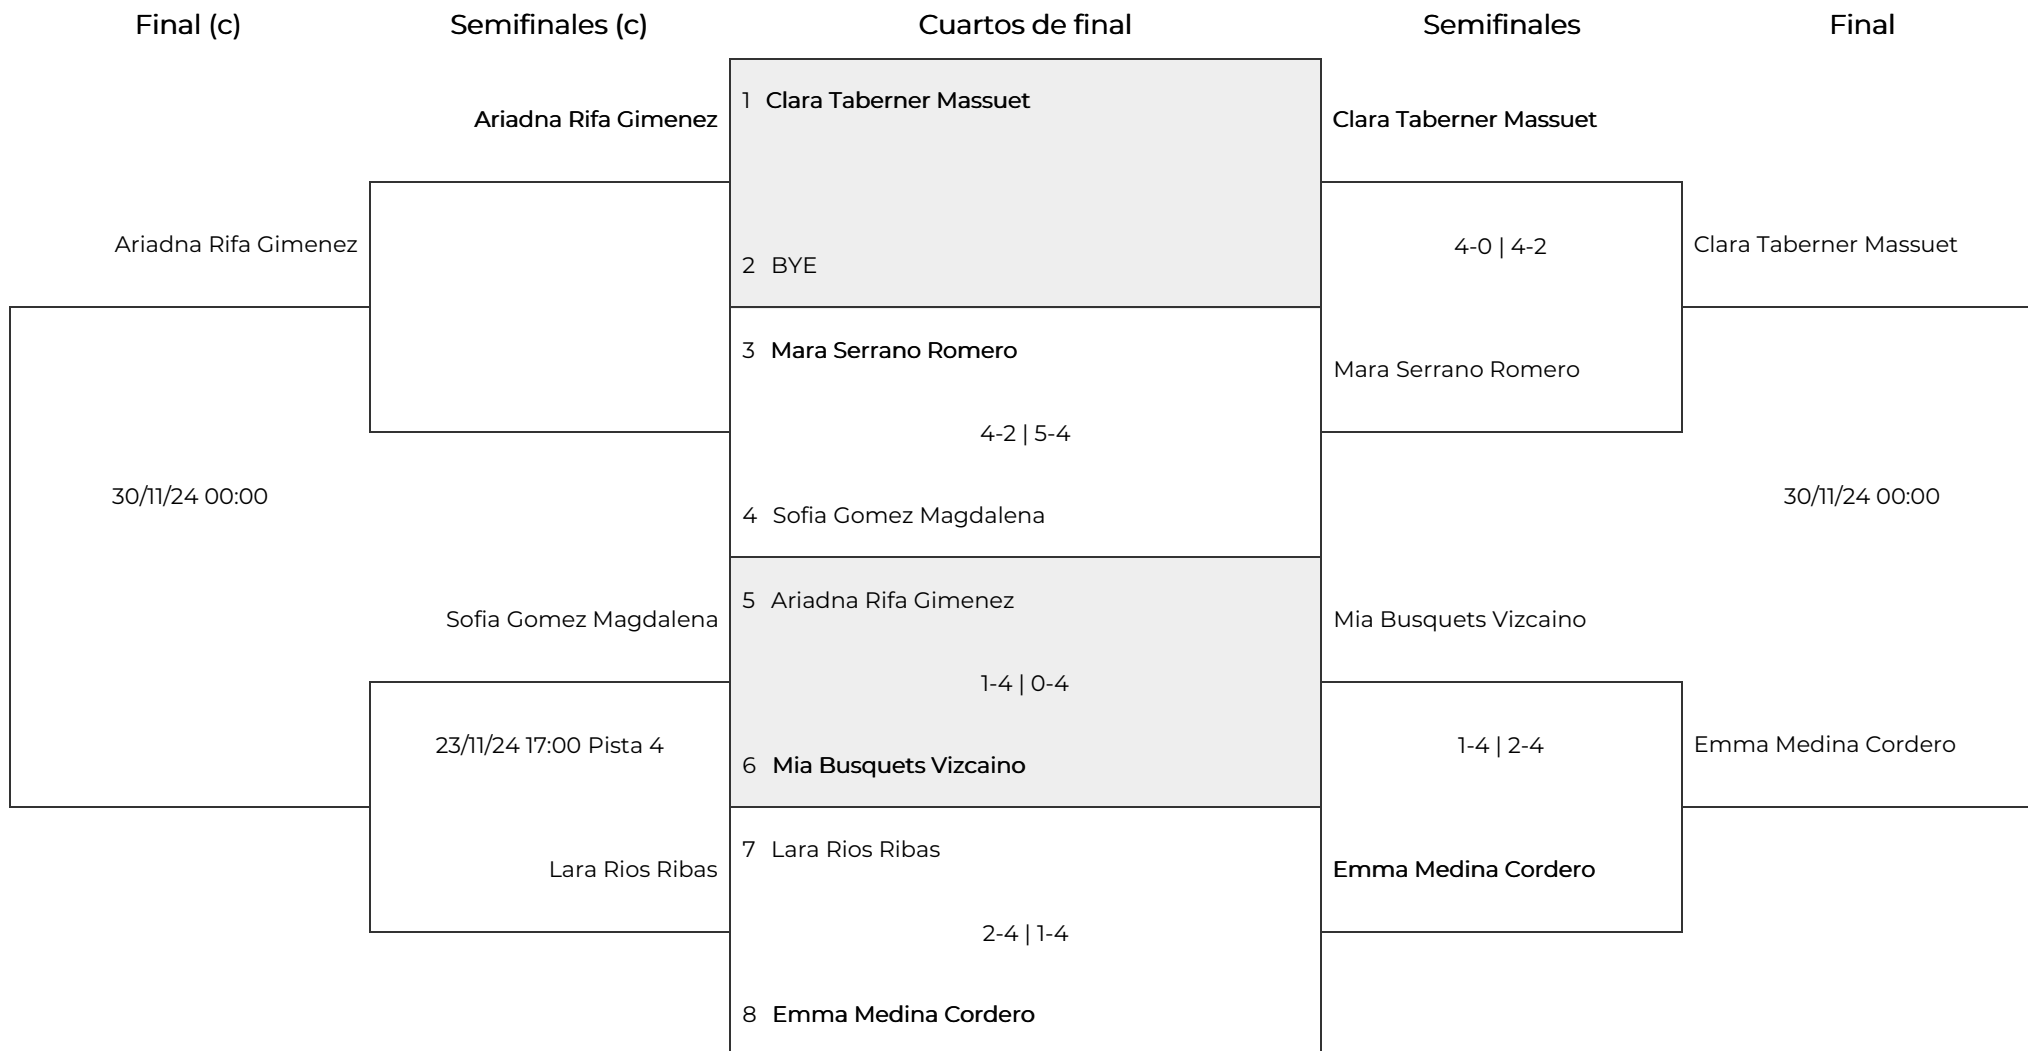 Final (c)
Semifinales (c)
Cuartos de final
Semifinales
Final
Ariadna Rifa Gimenez
1 Clara Taberner Massuet
Clara Taberner Massuet
Ariadna Rifa Gimenez
2 BYE
4-0 | 4-2
Clara Taberner Massuet
3 Mara Serrano Romero
Mara Serrano Romero
4-2 | 5-4
30/11/24 00:00
4 Sofia Gomez Magdalena
30/11/24 00:00
Sofia Gomez Magdalena
5 Ariadna Rifa Gimenez
Mia Busquets Vizcaino
1-4 | 0-4
23/11/24 17:00 Pista 4
6 Mia Busquets Vizcaino
1-4 | 2-4
Emma Medina Cordero
Lara Rios Ribas
7 Lara Rios Ribas
Emma Medina Cordero
2-4 | 1-4
8 Emma Medina Cordero